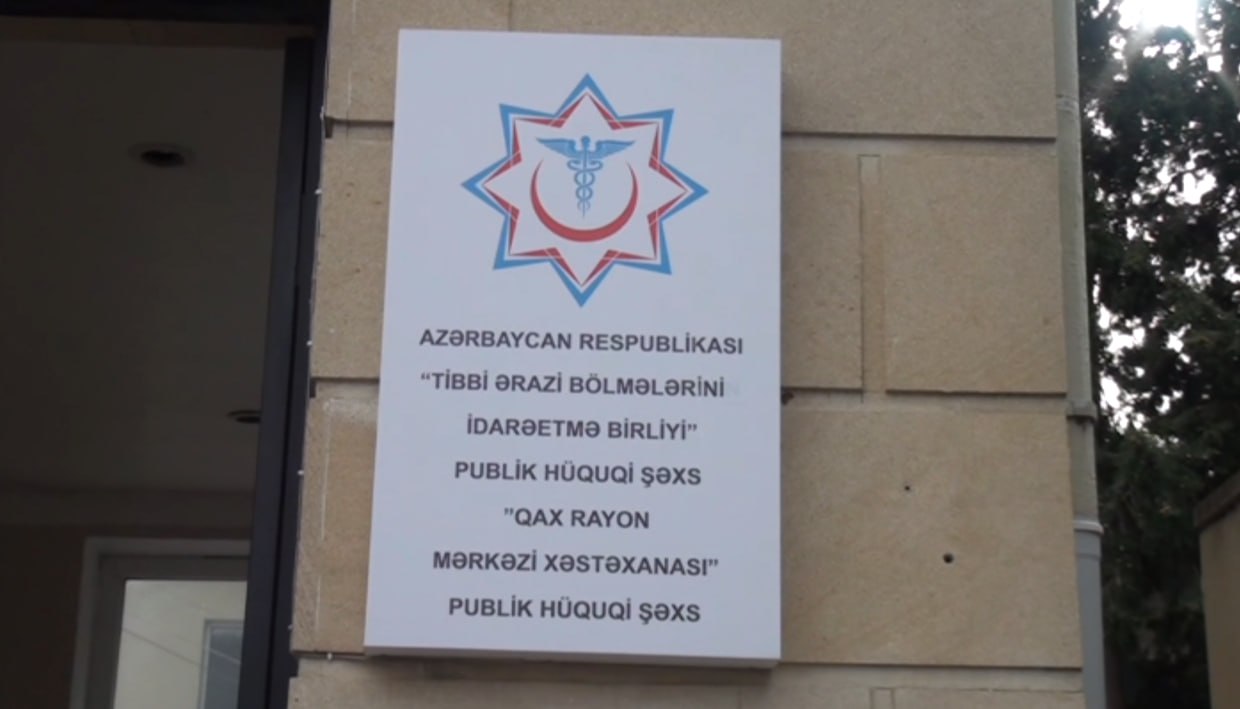 AZƏRBAYCAN RESPUBLİKASI
“TİBBİ ƏRAZİ BÖLMƏLƏRİNİ
İDARƏETMƏ BİRLİYİ”
PUBLİK HÜQUQİ ŞƏXS
”QAX RAYON
MƏRKƏZİ XƏSTƏXANASI”
PUBLİK HÜQUQİ ŞƏXS